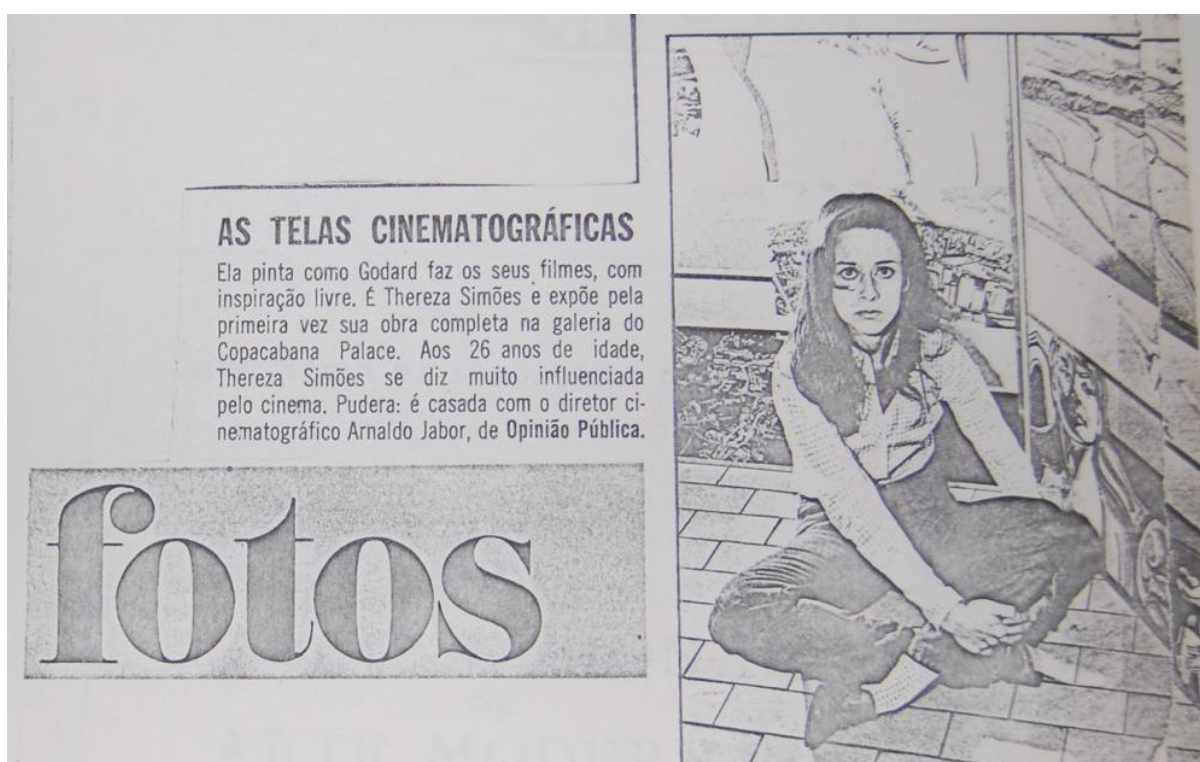 AS TELAS CINEMATOGRÁFICAS
Ela pinta como Godard faz os seus filmes, com
inspiração livre. É Thereza Simões e expõe pela
primeira vez sua obra completa na galeria do
Copacabana Palace. Aos 26 anos de idade,
Thereza Simões se diz muito influenciada
pelo cinema. Pudera: é casada com o diretor ci-
nematográfico Arnaldo Jabor, de Opinião Pública.
fotos